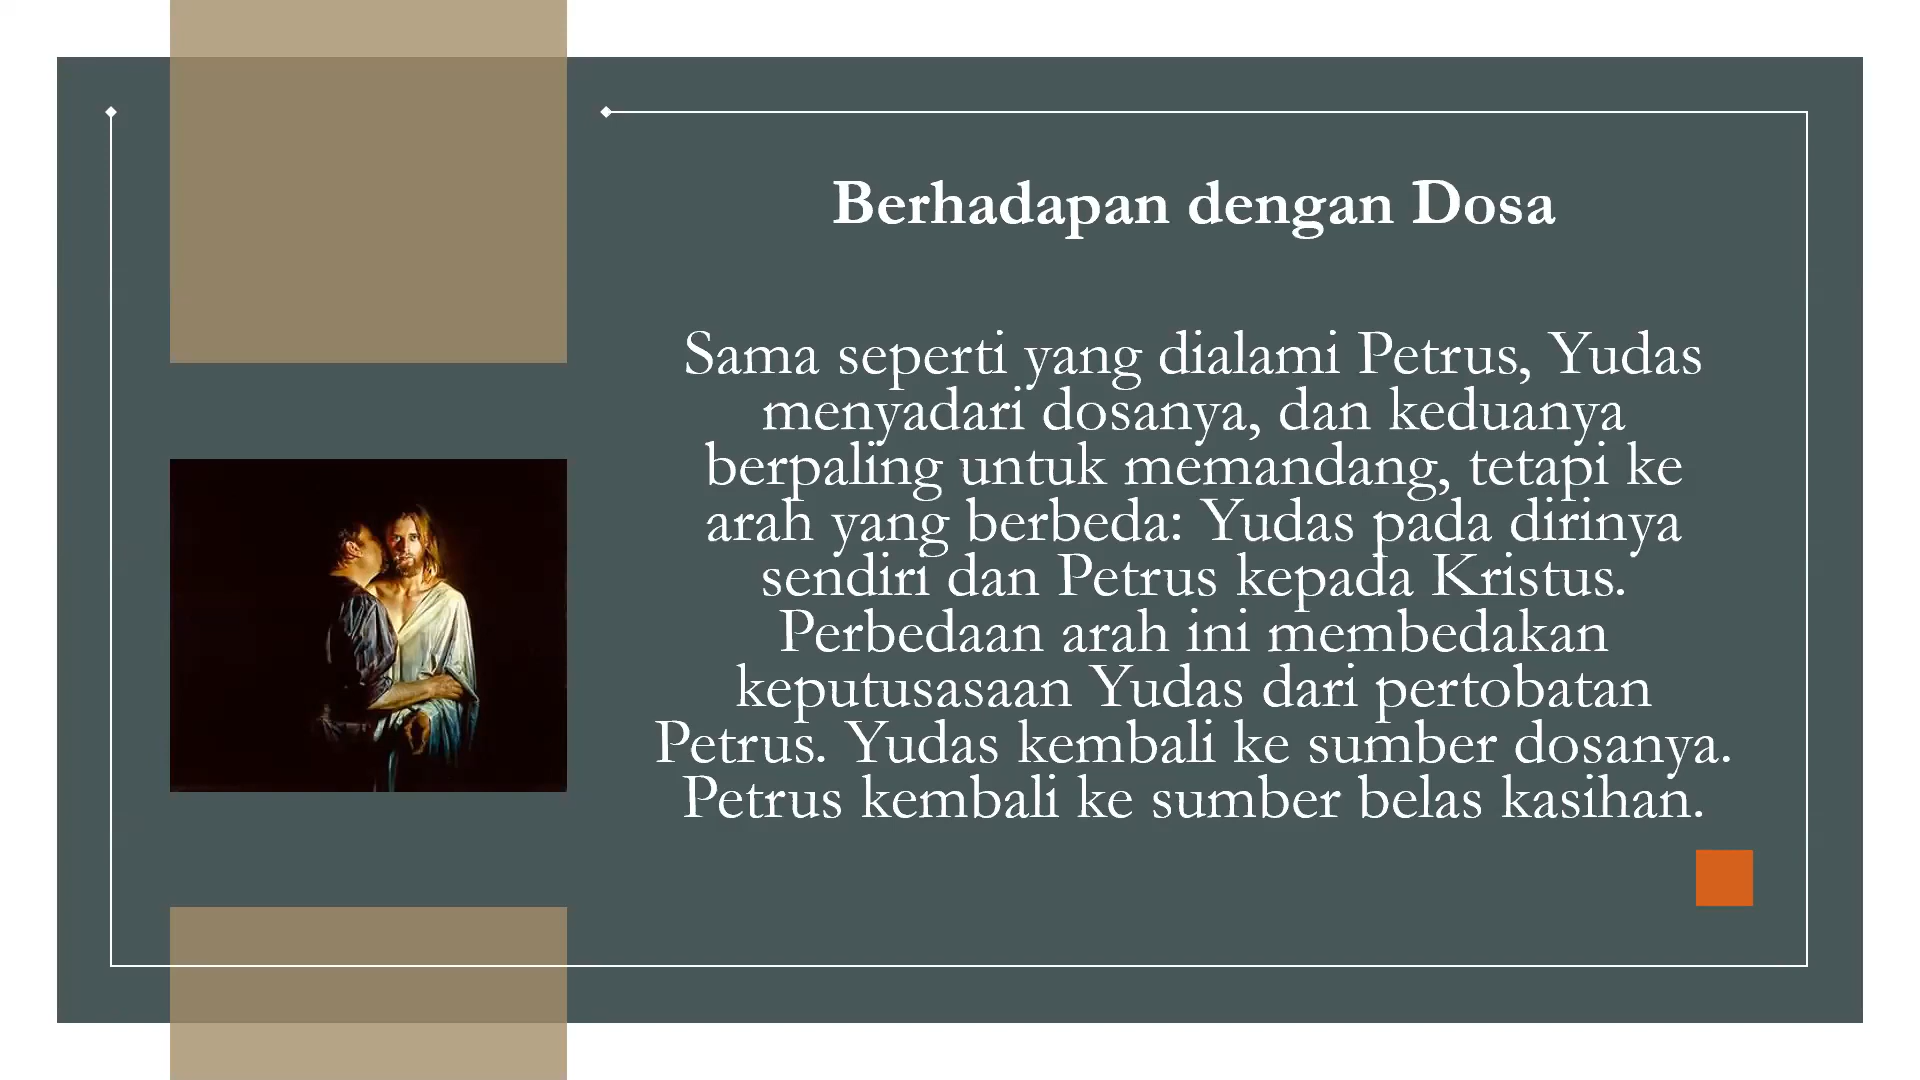 Berhadapan dengan Dosa
Sama seperti yang dialami Petrus, Yudas
menyadari dosanya, dan keduanya
berpaling untuk memandang, tetapi ke
arah yang berbeda: Yudas pada dirinya
sendiri dan Petrus kepada Kristus.
Perbedaan arah ini membedakan
keputusasaan Yudas dari pertobatan
Petrus. Yudas kembali ke sumber dosanya.
Petrus kembali ke sumber belas kasihan.